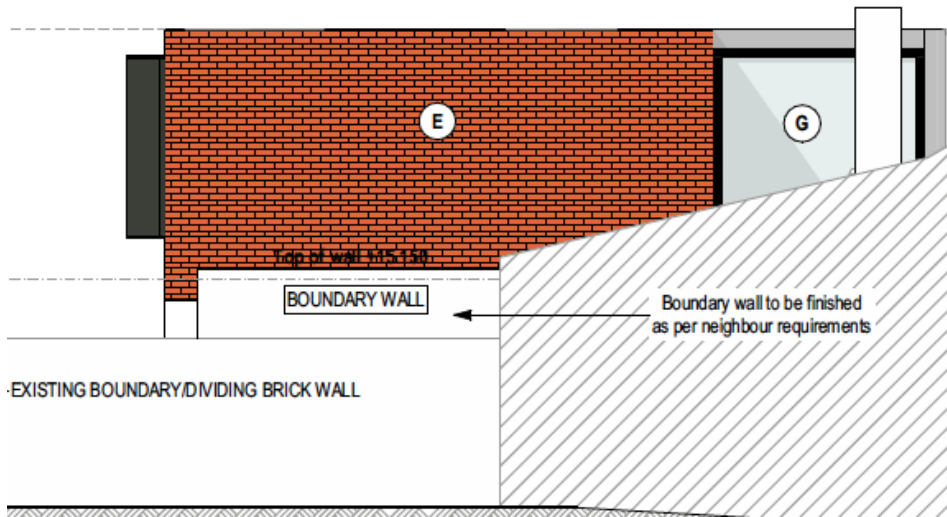 E
G
Top of wall +15.150
BOUNDARY WALL
Boundary wall to be finished
as per neighbour requirements
EXISTING BOUNDARY/DIVIDING BRICK WALL